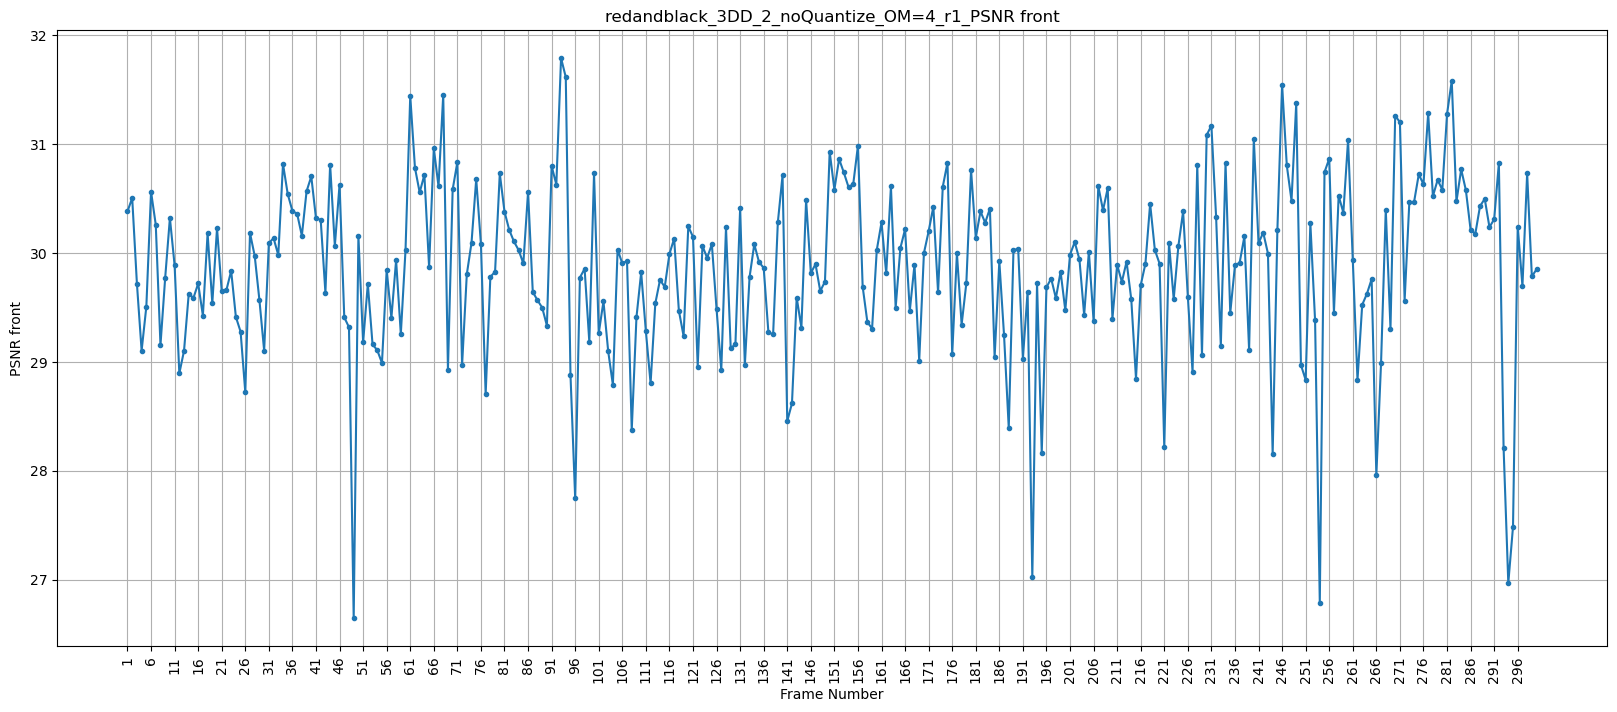 redandblack_3DD_2_noQuantize_OM=4_r1_PSNR front
PSNR front
32
31
30
29
28
27
1 6 11 16 21 26 31 36 41 46 51 56 61 66 71 76 81 86 91 96 101 106 111 116 121 126 131 136 141 146 151 156 161 166 171 176 181 186 191 196 201 206 211 216 221 226 231 236 241 246 251 256 261 266 271 276 281 286 291 296
Frame Number